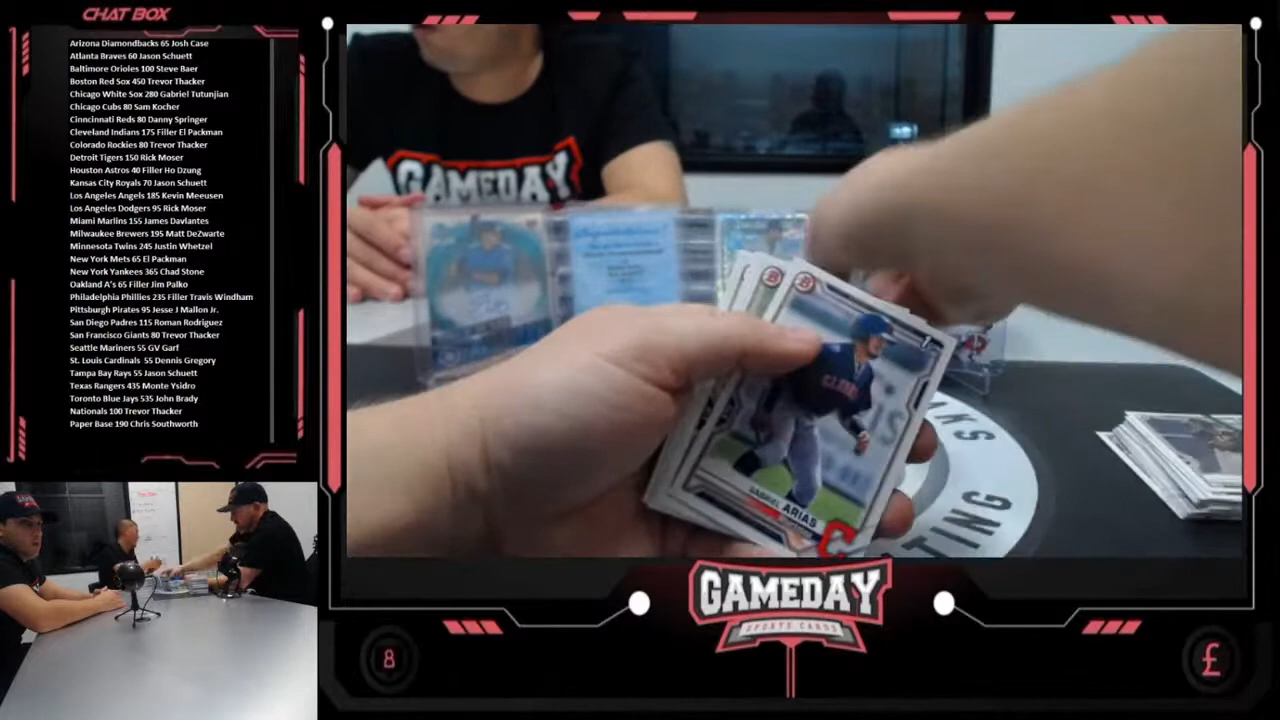 CHAT BOX
Arizona Diamondbacks 65 Josh Case
Atlanta Braves 60 Jason Schuett
Baltimore Orioles 100 Steve Baer
Boston Red Sox 450 Trevor Thacker
Chicago White Sox 280 Gabriel Tutunjian
Chicago Cubs 80 Sam Kocher
Cinncinnati Reds 80 Danny Springer
Cleveland Indians 175 Filler El Packman
Colorado Rockies 80 Trevor Thacker
Detroit Tigers 150 Rick Moser
Houston Astros 40 Filler Ho Dzung
Kansas City Royals 70 Jason Schuett
Los Angeles Angels 185 Kevin Meeusen
Los Angeles Dodgers 95 Rick Moser
Miami Marlins 155 James Davlantes
Milwaukee Brewers 195 Matt DeZwarte
Minnesota Twins 245 Justin Whetzel
New York Mets 65 El Packman
New York Yankees 365 Chad Stone
Oakland A's 65 Filler Jim Palko
Philadelphia Phillies 235 Filler Travis Windham
Pittsburgh Pirates 95 Jesse J Mallon Jr.
San Diego Padres 115 Roman Rodriguez
San Francisco Giants 80 Trevor Thacker
Seattle Mariners 55 GV Garf
St. Louis Cardinals 55 Dennis Gregory
Tampa Bay Rays 55 Jason Schuett
Texas Rangers 435 Monte Ysidro
Toronto Blue Jays 535 John Brady
Nationals 100 Trevor Thacker
Paper Base 190 Chris Southworth
GAMEDAY
B
B
1st
GABRIEL ARIAS
C
AKS
TING
GAMEDAY
SPORTS CARDS
8
£